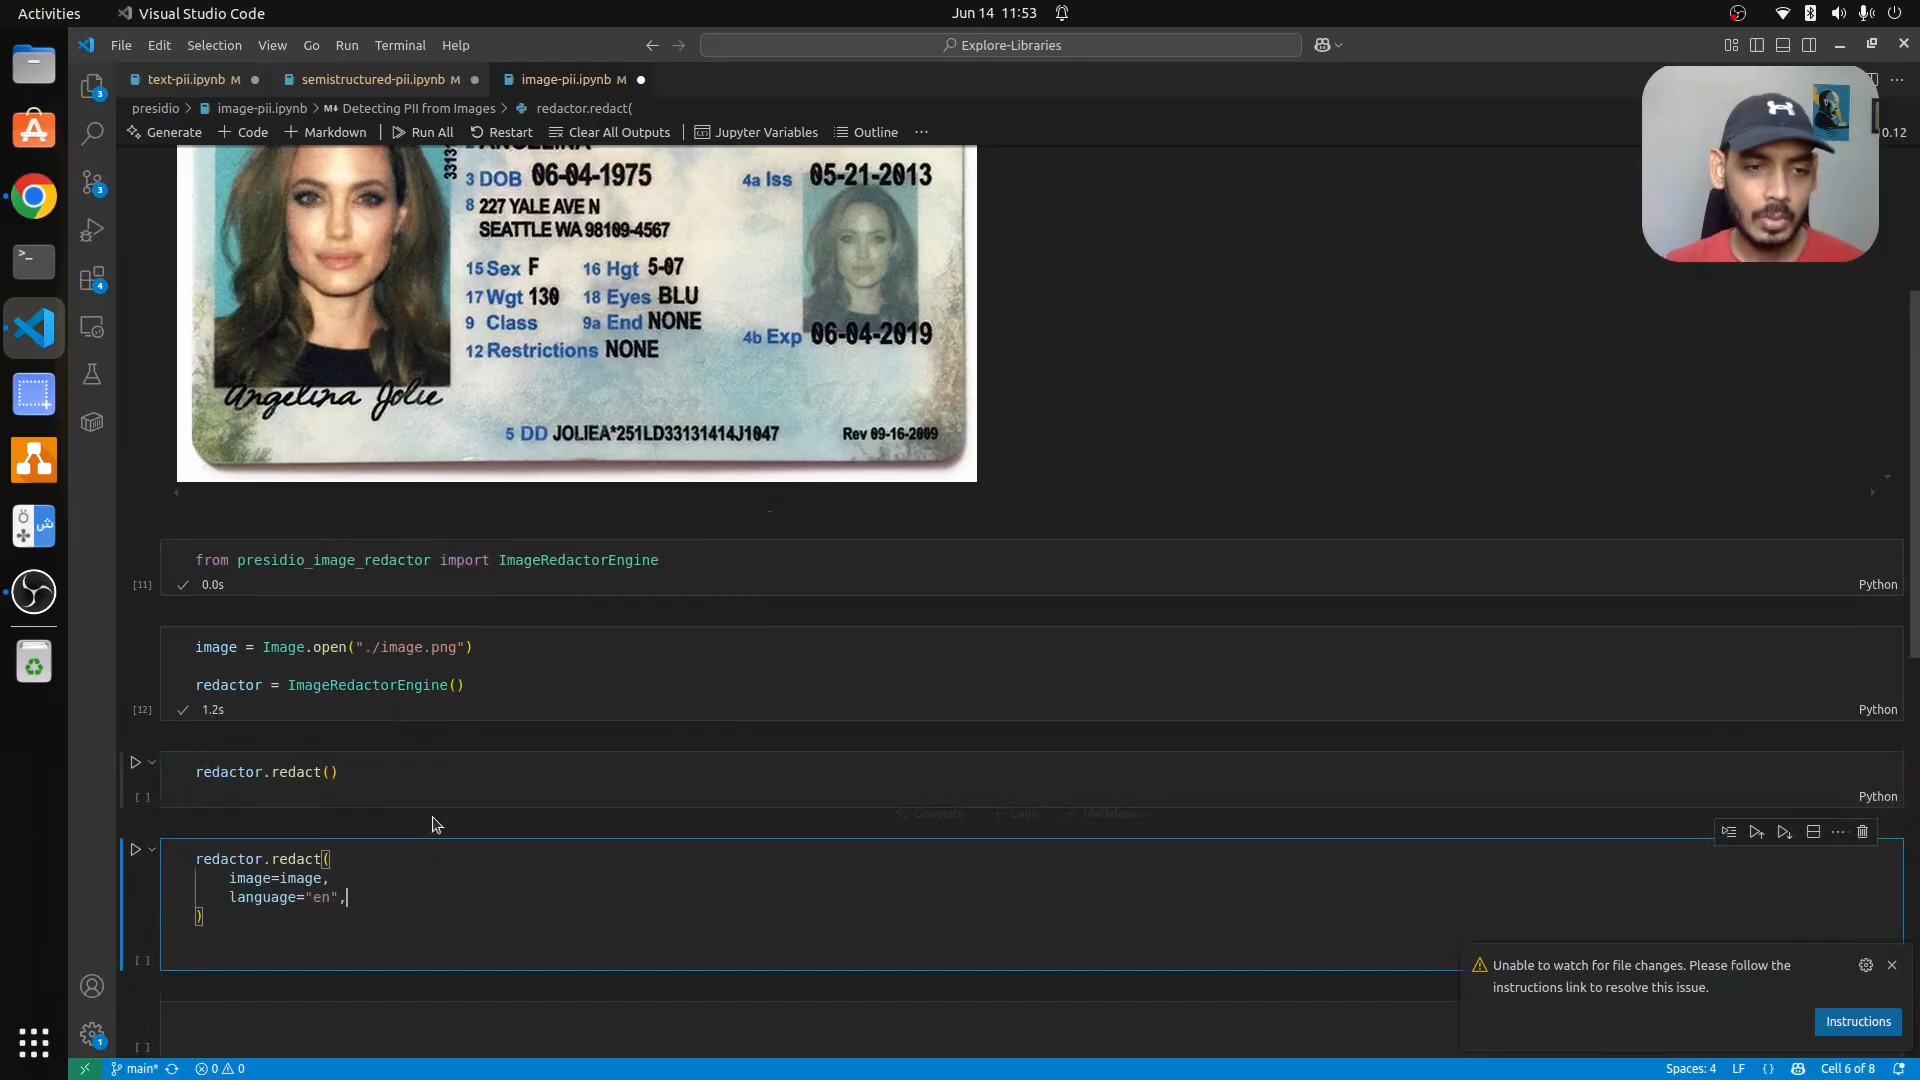 Activities
Visual Studio Code
Jun 14 11:53
File Edit Selection View Go Run Terminal Help
Explore-Libraries
text-pii.ipynb M
semistructured-pii.ipynb M
image-pii.ipynb M
presidio > image-pii.ipynb > M Detecting PII from Images > redactor.redact(
Generate + Code + Markdown Run All Restart Clear All Outputs Jupyter Variables Outline ...
0.12
ANGELINA
3 DOB 06-04-1975
4a Iss 05-21-2013
8 227 YALE AVE N
SEATTLE WA 98109-4567
15 Sex F 16 Hgt 5-07
17 Wgt 130 18 Eyes BLU
9 Class 9a End NONE
12 Restrictions NONE
4b Exp 06-04-2019
Angelina Jolie
5 DD JOLIEA*251LD33131414J1047
Rev 09-16-2009
from presidio_image_redactor import ImageRedactorEngine
[11] 0.0s Python
image = Image.open("./image.png")
redactor = ImageRedactorEngine()
[12] 1.2s Python
redactor.redact()
[ ] Python
Generate + Code + Markdown
redactor.redact(
image=image,
language="en",
)
[ ]
Unable to watch for file changes. Please follow the
instructions link to resolve this issue.
Instructions
[ ]
main* 0 0 Spaces: 4 LF {} Cell 6 of 8